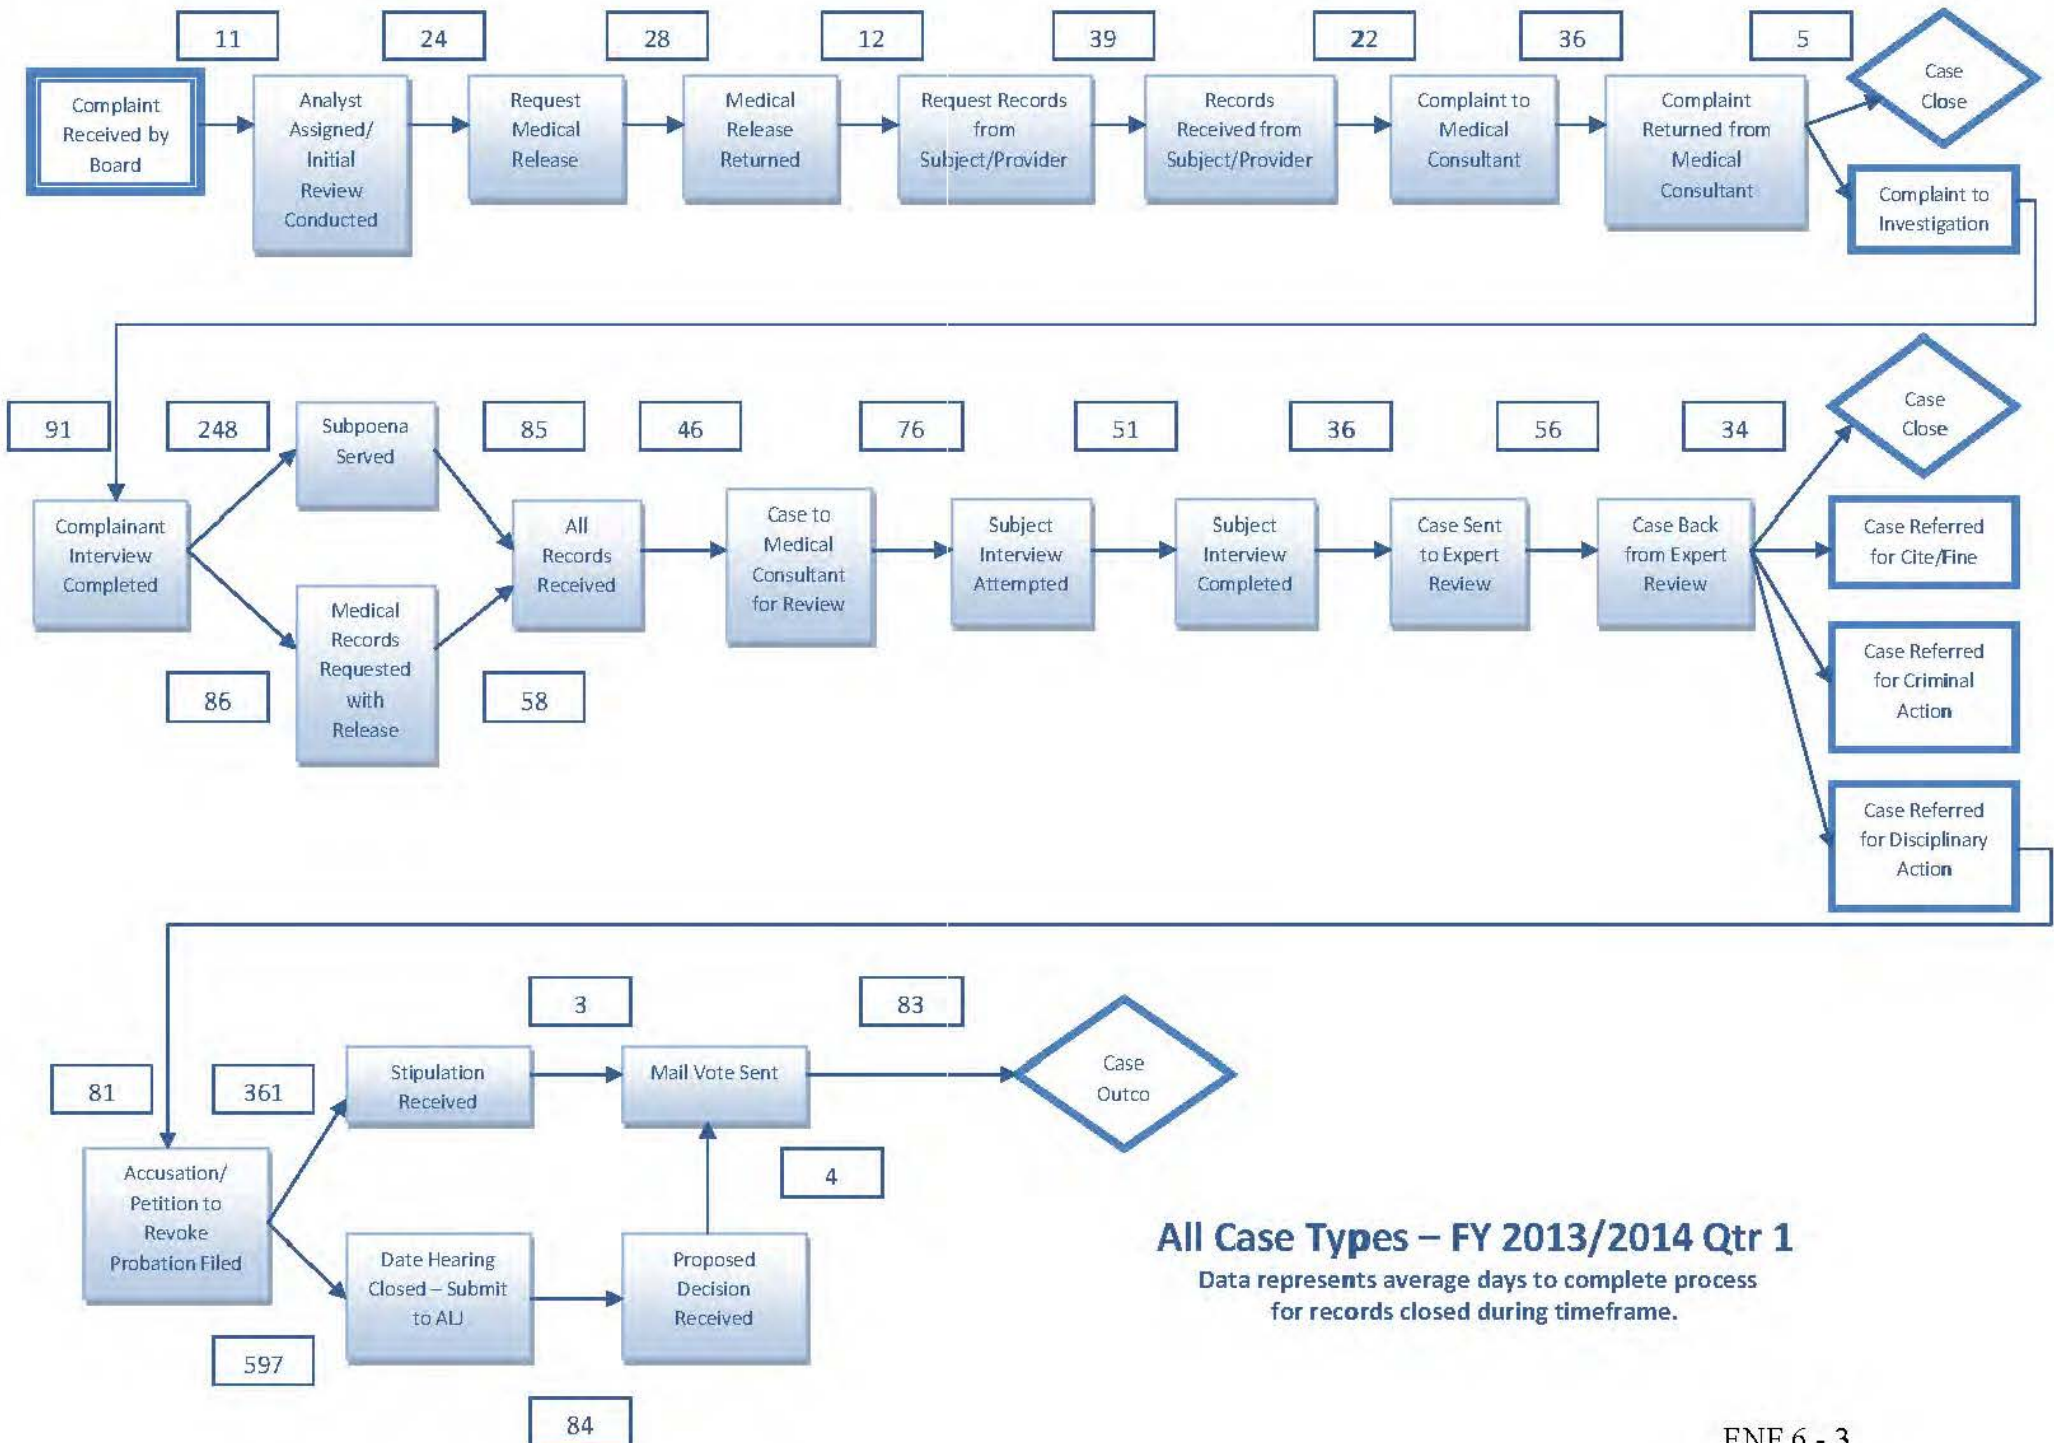 11
24
28
12
39
22
36
5
Complaint
Received by
Board
Analyst
Assigned/
Initial
Review
Conducted
Request
Medical
Release
Medical
Release
Returned
Request Records
from
Subject/Provider
Records
Received from
Subject/Provider
Complaint to
Medical
Consultant
Complaint
Returned from
Medical
Consultant
Case
Close
Complaint to
Investigation
91
248
85
46
76
51
36
56
34
Complainant
Interview
Completed
Subpoena
Served
Medical
Records
Requested
with
Release
86
58
All
Records
Received
Case to
Medical
Consultant
for Review
Subject
Interview
Attempted
Subject
Interview
Completed
Case Sent
to Expert
Review
Case Back
from Expert
Review
Case
Close
Case Referred
for Cite/Fine
Case Referred
for Criminal
Action
Case Referred
for Disciplinary
Action
81
361
3
83
Accusation/
Petition to
Revoke
Probation Filed
Stipulation
Received
Mail Vote Sent
Case
Outco
4
Date Hearing
Closed – Submit
to ALJ
Proposed
Decision
Received
597
84
All Case Types – FY 2013/2014 Qtr 1
Data represents average days to complete process
for records closed during timeframe.
ENF 6 - 3